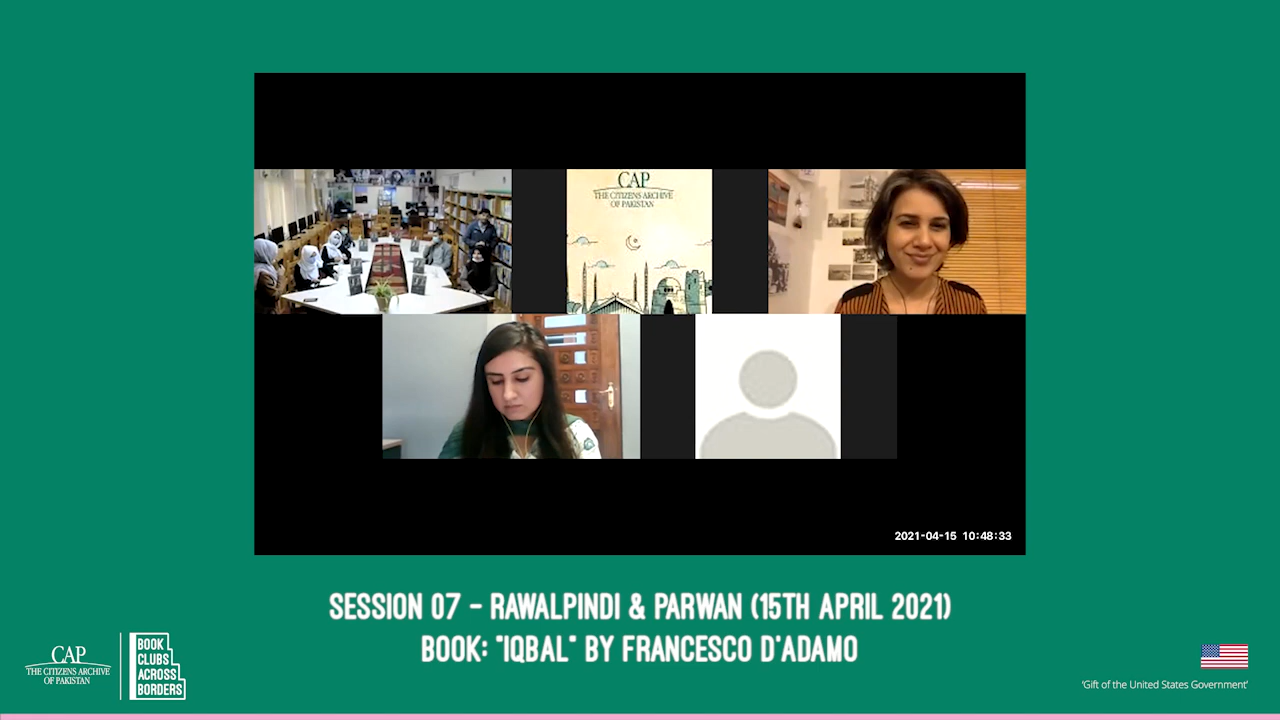 CAP
THE CITIZENS ARCHIVE
OF PAKISTAN
2021-04-15 10:48:33
SESSION 07 - RAWALPINDI & PARWAN (15TH APRIL 2021)
BOOK: "IQBAL" BY FRANCESCO D'ADAMO
CAP
THE CITIZENS ARCHIVE
OF PAKISTAN
BOOK
CLUBS
ACROSS
BORDERS
'Gift of the United States Government'